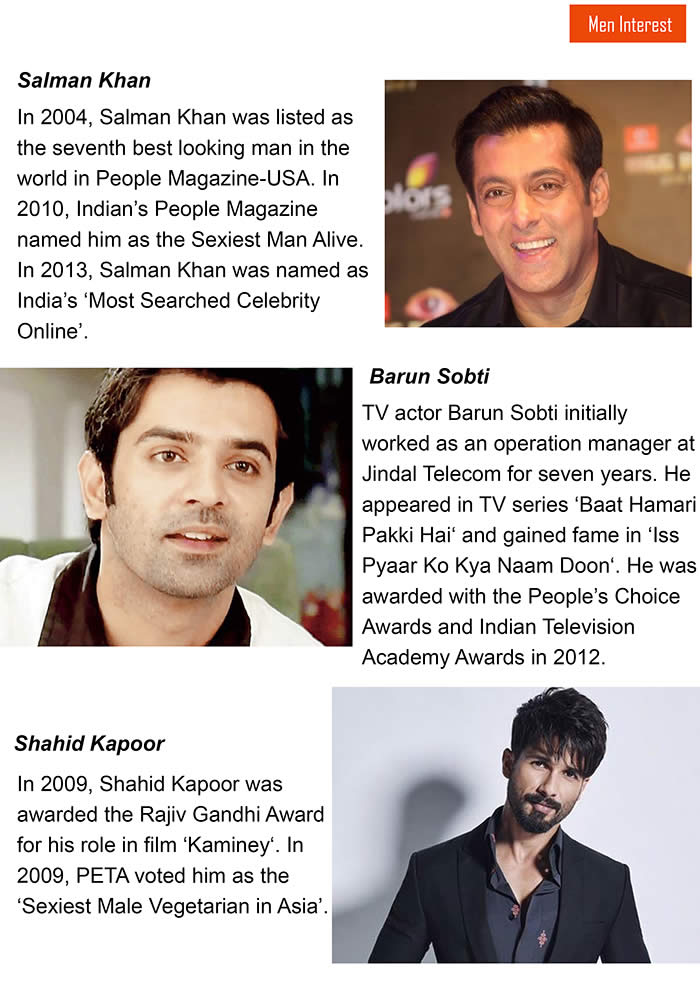 Men Interest
Salman Khan
In 2004, Salman Khan was listed as
the seventh best looking man in the
world in People Magazine-USA. In
2010, Indian’s People Magazine
named him as the Sexiest Man Alive.
In 2013, Salman Khan was named as
India’s ‘Most Searched Celebrity
Online’.
olors
Barun Sobti
TV actor Barun Sobti initially
worked as an operation manager at
Jindal Telecom for seven years. He
appeared in TV series ‘Baat Hamari
Pakki Hai‘ and gained fame in ‘Iss
Pyaar Ko Kya Naam Doon‘. He was
awarded with the People’s Choice
Awards and Indian Television
Academy Awards in 2012.
Shahid Kapoor
In 2009, Shahid Kapoor was
awarded the Rajiv Gandhi Award
for his role in film ‘Kaminey‘. In
2009, PETA voted him as the
‘Sexiest Male Vegetarian in Asia’.